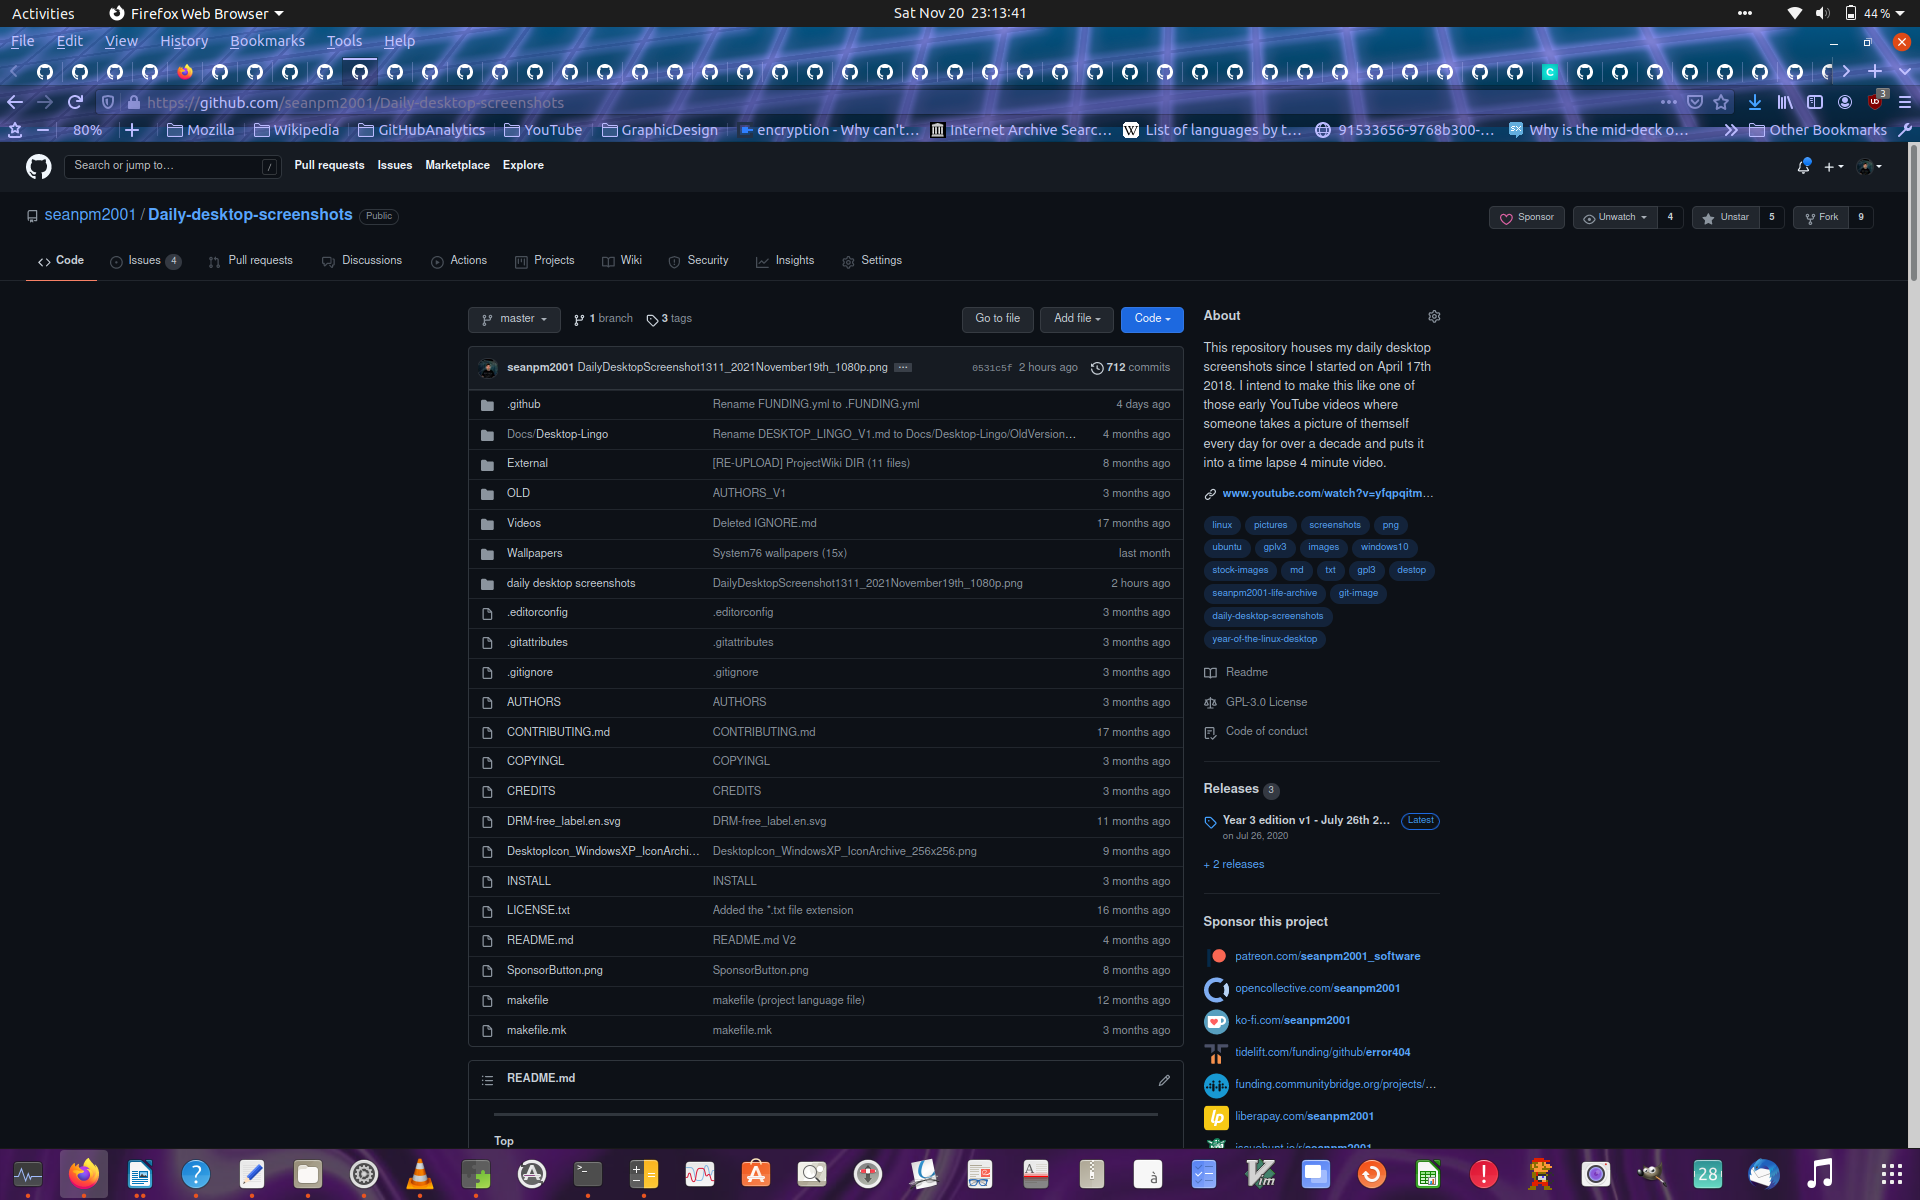 Activities
Firefox Web Browser
Sat Nov 20 23:13:41
44 %
File Edit View History Bookmarks Tools Help
https://github.com/seanpm2001/Daily-desktop-screenshots
3
80%
Mozilla
Wikipedia
GitHubAnalytics
YouTube
GraphicDesign
encryption - Why can't…
Internet Archive Searc…
List of languages by t…
91533656-9768b300-…
Why is the mid-deck o…
Other Bookmarks
Search or jump to…
/
Pull requests Issues Marketplace Explore
seanpm2001 / Daily-desktop-screenshots Public
Sponsor
Unwatch 4
Unstar 5
Fork 9
Code
Issues 4
Pull requests
Discussions
Actions
Projects
Wiki
Security
Insights
Settings
master
1 branch
3 tags
Go to file
Add file
Code
seanpm2001 DailyDesktopScreenshot1311_2021November19th_1080p.png ... 0531c5f 2 hours ago 712 commits
.github Rename FUNDING.yml to .FUNDING.yml 4 days ago
Docs/Desktop-Lingo Rename DESKTOP_LINGO_V1.md to Docs/Desktop-Lingo/OldVersion… 4 months ago
External [RE-UPLOAD] ProjectWiki DIR (11 files) 8 months ago
OLD AUTHORS_V1 3 months ago
Videos Deleted IGNORE.md 17 months ago
Wallpapers System76 wallpapers (15x) last month
daily desktop screenshots DailyDesktopScreenshot1311_2021November19th_1080p.png 2 hours ago
.editorconfig .editorconfig 3 months ago
.gitattributes .gitattributes 3 months ago
.gitignore .gitignore 3 months ago
AUTHORS AUTHORS 3 months ago
CONTRIBUTING.md CONTRIBUTING.md 17 months ago
COPYINGL COPYINGL 3 months ago
CREDITS CREDITS 3 months ago
DRM-free_label.en.svg DRM-free_label.en.svg 11 months ago
DesktopIcon_WindowsXP_IconArchi… DesktopIcon_WindowsXP_IconArchive_256x256.png 9 months ago
INSTALL INSTALL 3 months ago
LICENSE.txt Added the *.txt file extension 16 months ago
README.md README.md V2 4 months ago
SponsorButton.png SponsorButton.png 8 months ago
makefile makefile (project language file) 12 months ago
makefile.mk makefile.mk 3 months ago
README.md
Top
About
This repository houses my daily desktop
screenshots since I started on April 17th
2018. I intend to make this like one of
those early YouTube videos where
someone takes a picture of themself
every day for over a decade and puts it
into a time lapse 4 minute video.
www.youtube.com/watch?v=yfqpqitm…
linux pictures screenshots png
ubuntu gplv3 images windows10
stock-images md txt gpl3 destop
seanpm2001-life-archive git-image
daily-desktop-screenshots
year-of-the-linux-desktop
Readme
GPL-3.0 License
Code of conduct
Releases 3
Year 3 edition v1 - July 26th 2… Latest
on Jul 26, 2020
+ 2 releases
Sponsor this project
patreon.com/seanpm2001_software
opencollective.com/seanpm2001
ko-fi.com/seanpm2001
tidelift.com/funding/github/error404
funding.communitybridge.org/projects/…
liberapay.com/seanpm2001
issuehunt.io/r/seanpm2001
28